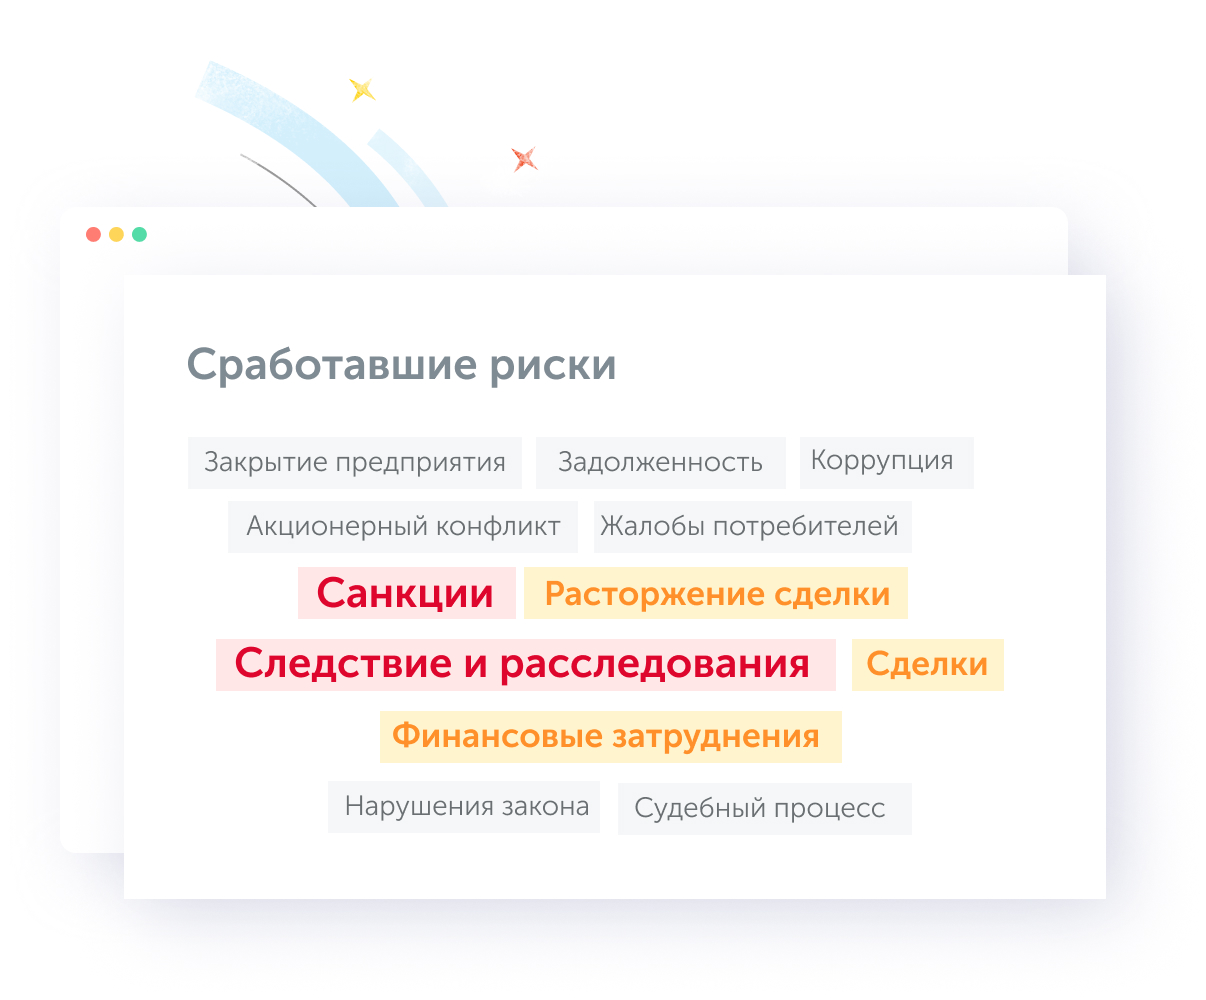 Сработавшие риски
Закрытие предприятия Задолженность Коррупция
Акционерный конфликт Жалобы потребителей
Санкции Расторжение сделки
Следствие и расследования Сделки
Финансовые затруднения
Нарушения закона Судебный процесс